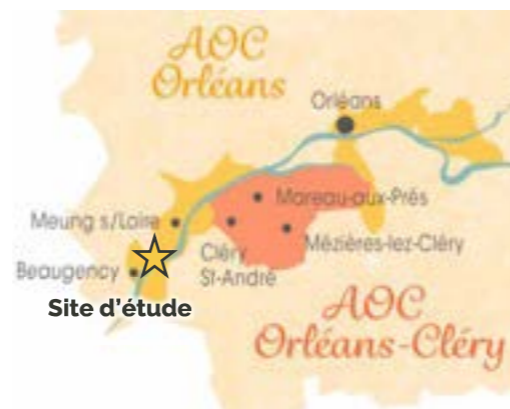 AOC
Orléans
Orléans
Mareau-aux-Prés
Meung s/Loire
Cléry
St-André
Mézières-lez-Cléry
Beaugency
Site d'étude
AOC
Orléans-Cléry